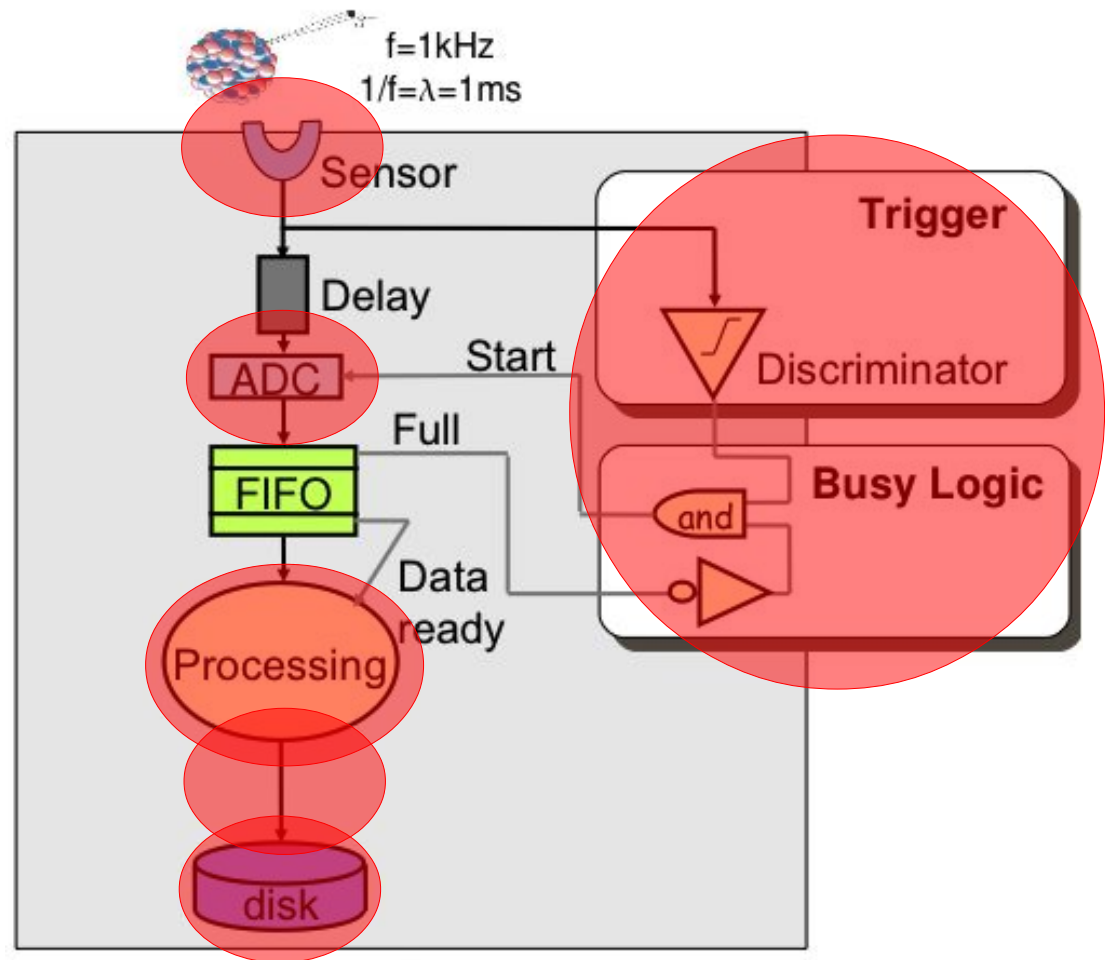 f=1kHz
1/f=λ=1ms
Sensor
Trigger
Delay
Start
ADC
Discriminator
Full
FIFO
Busy Logic
and
Data
ready
Processing
disk